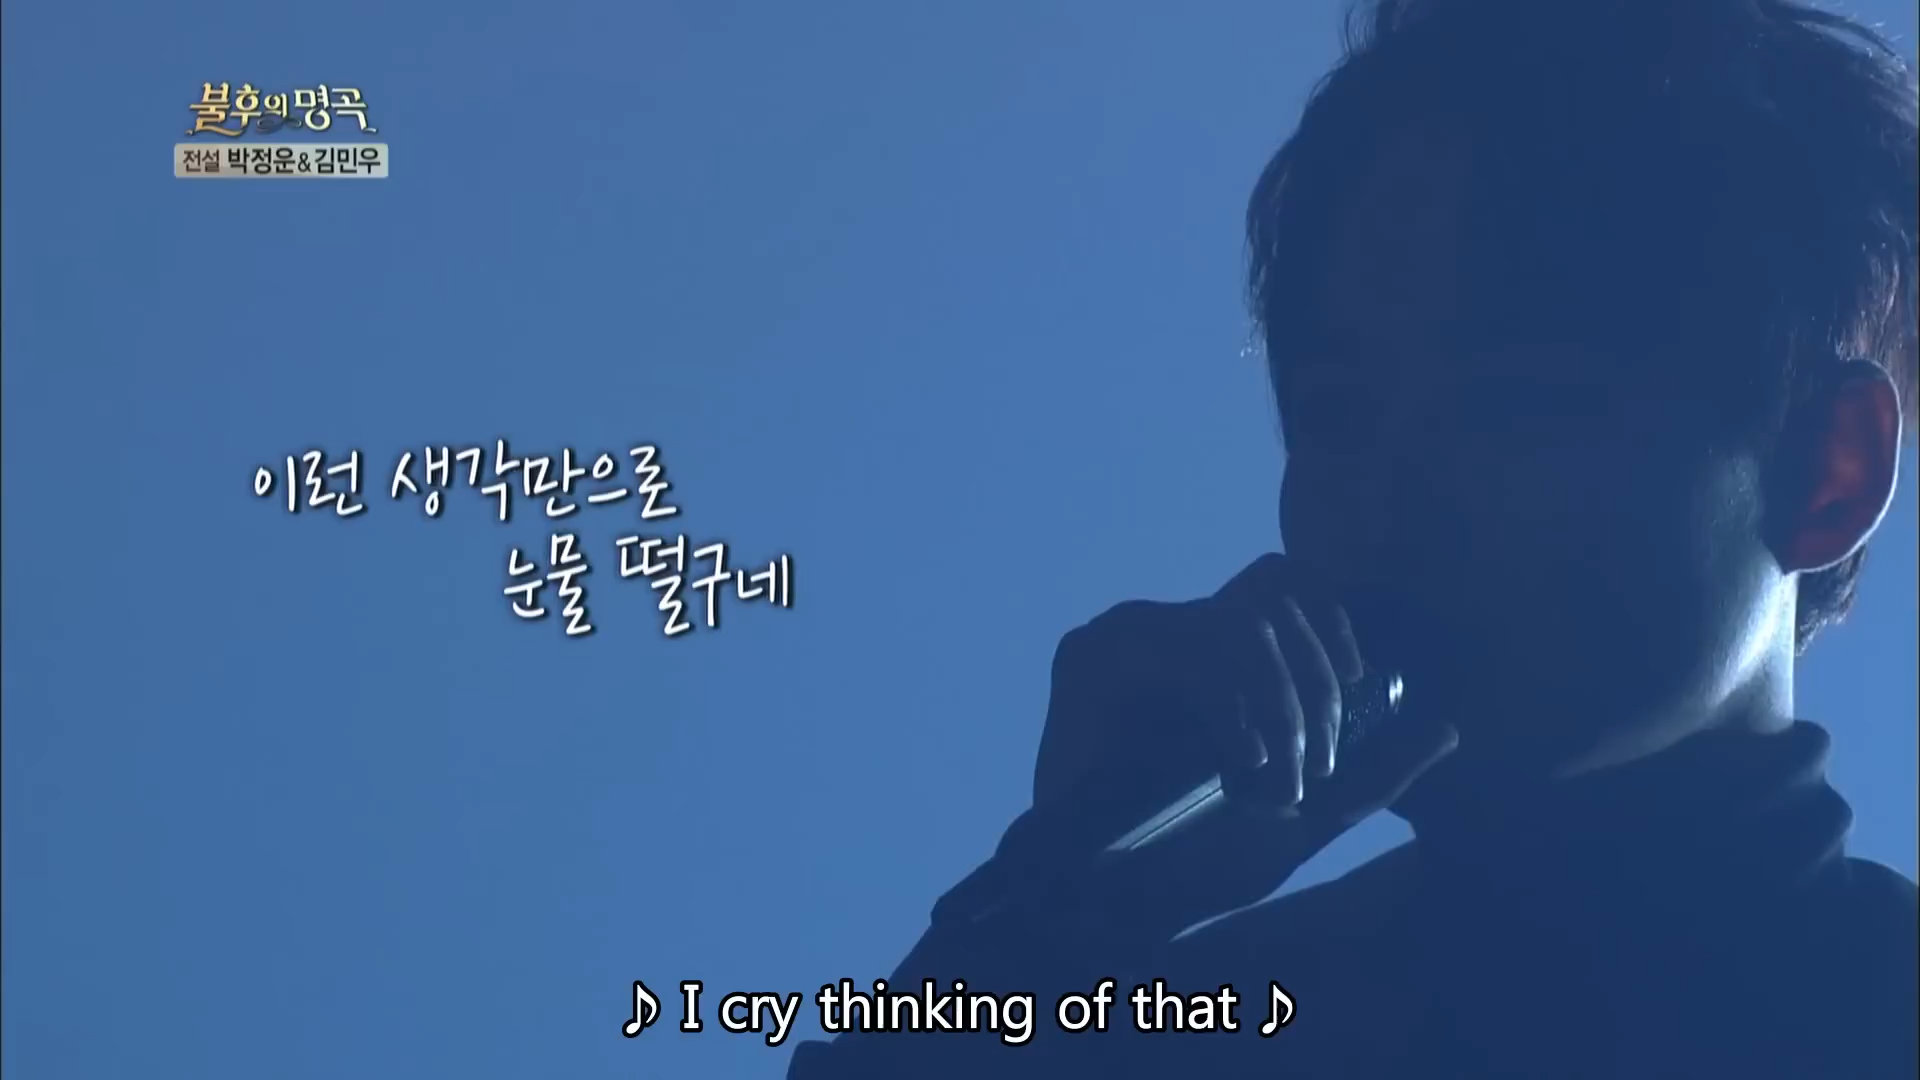 불후의 명곡
전설 박정운&김민우
이런 생각만으로
눈물 떨구네
♪ I cry thinking of that ♪